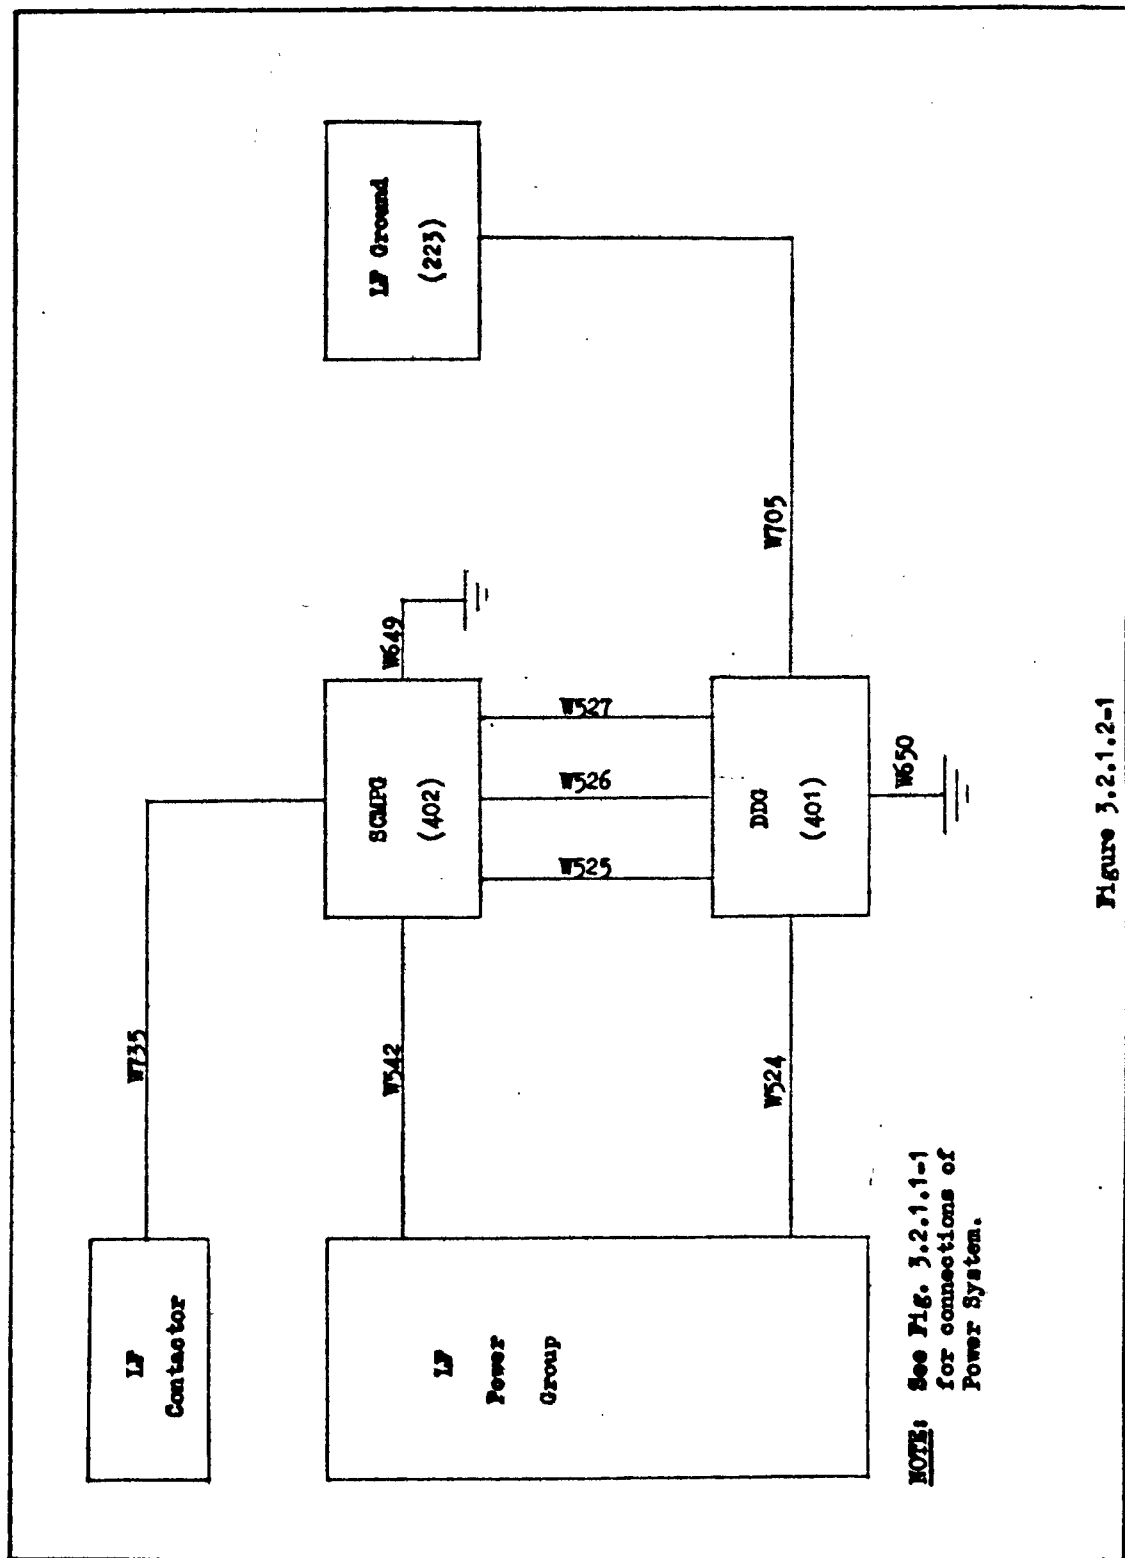 LF
Contactor
W735
LF
Power
Group
W542
SCMPG
(402)
W649
LF Ground
(223)
W525
W526
W527
W524
DDG
(401)
W705
W650
NOTE: See Fig. 3.2.1.1-1
for connections of
Power System.
Figure 3.2.1.2-1